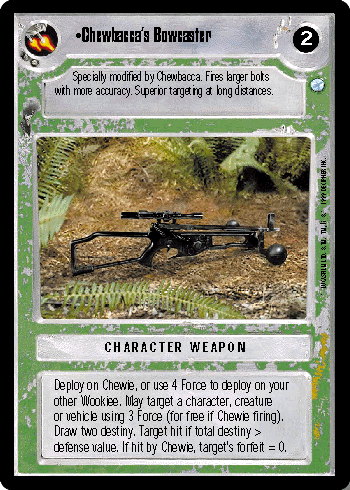 •Chewbacca's Bowcaster
2
Specially modified by Chewbacca. Fires larger bolts
with more accuracy. Superior targeting at long distances.
CHARACTER WEAPON
Deploy on Chewie, or use 4 Force to deploy on your
other Wookiee. May target a character, creature
or vehicle using 3 Force (for free if Chewie firing).
Draw two destiny. Target hit if total destiny >
defense value. If hit by Chewie, target's forfeit = 0.